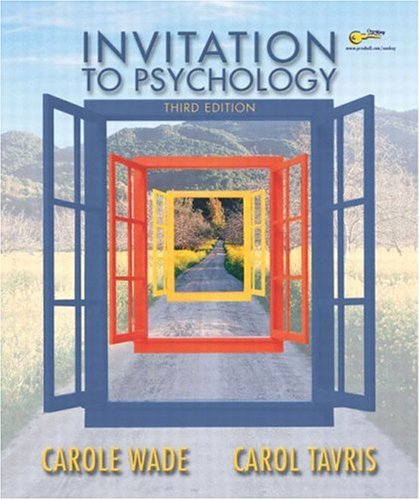 INVITATION
TO PSYCHOLOGY
THIRD EDITION
CAROLE WADE CAROL TAVRIS